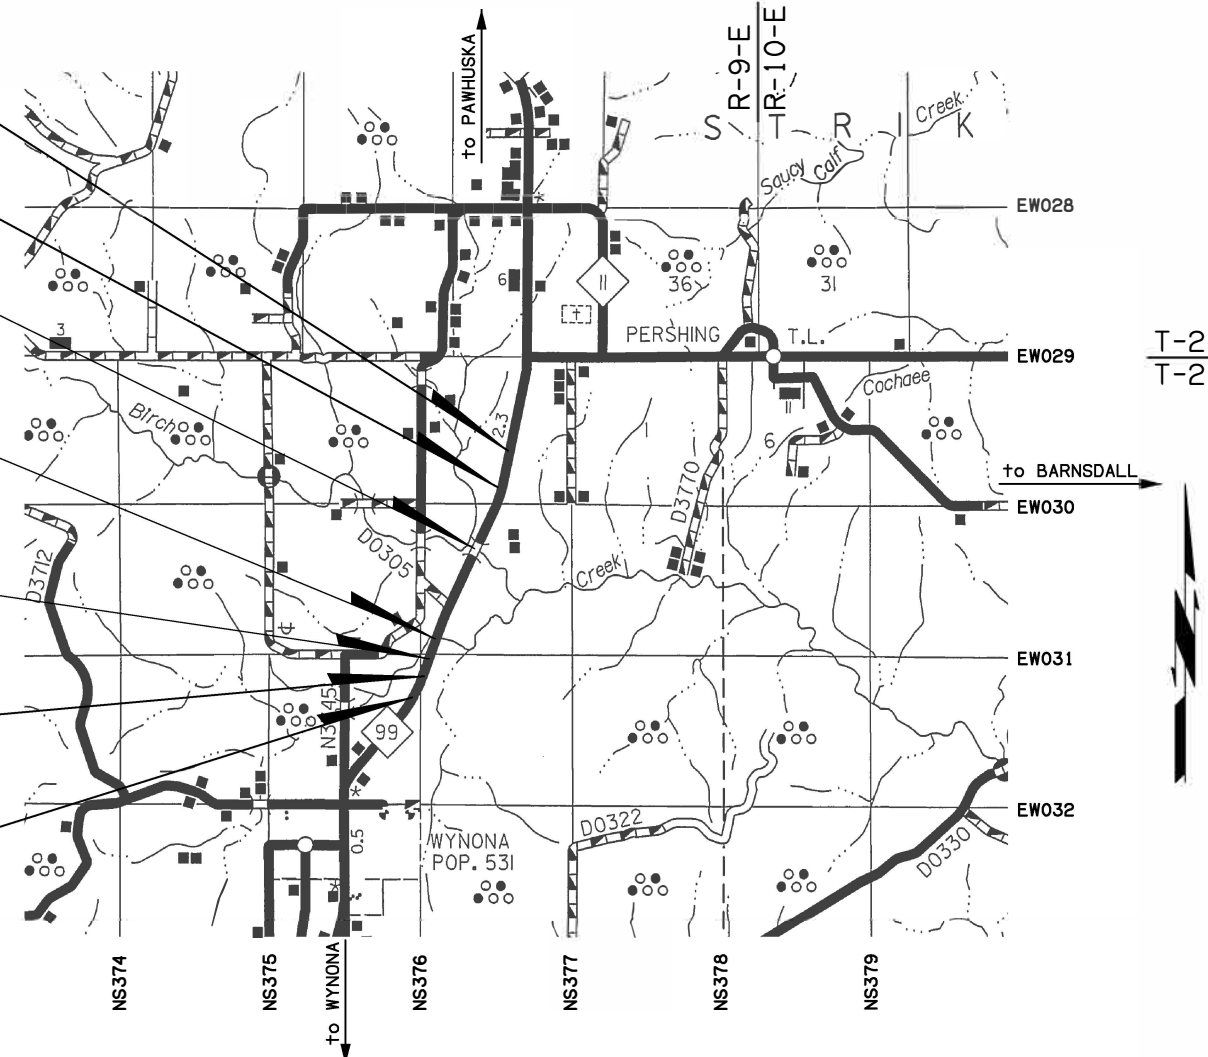 to PAWHUSKA
R-9-E
R-10-E
S T R I K
Creek
Saucy
Calf
EW028
36
31
6
11
3
PERSHING
T.L.
EW029
T-2
T-2
Cochaee
11
Birch
2.3
6
to BARNSDALL
D3770
EW030
D0305
Creek
D3712
EW031
99
EW032
D0322
0.5
WYNONA
POP. 531
D0330
NS374
NS375
to WYNONA
NS376
NS377
NS378
NS379